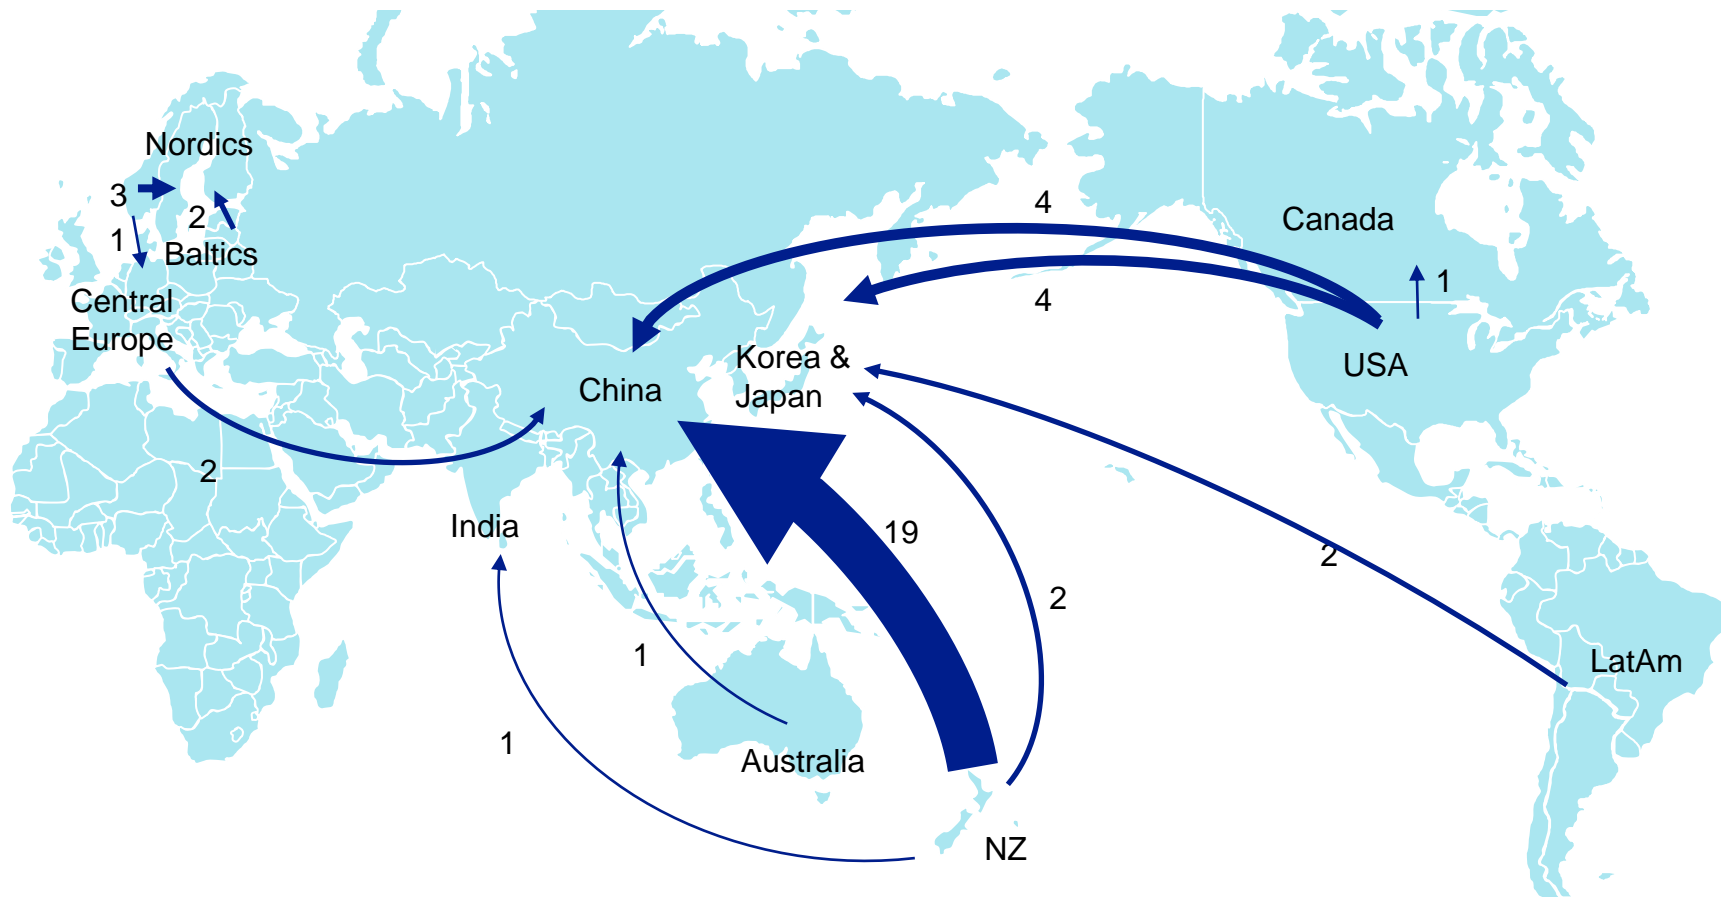 Nordics
3
2
1
Baltics
Central
Europe
4
4
Canada
1
USA
Korea &
Japan
China
2
India
19
2
2
1
1
Australia
LatAm
NZ